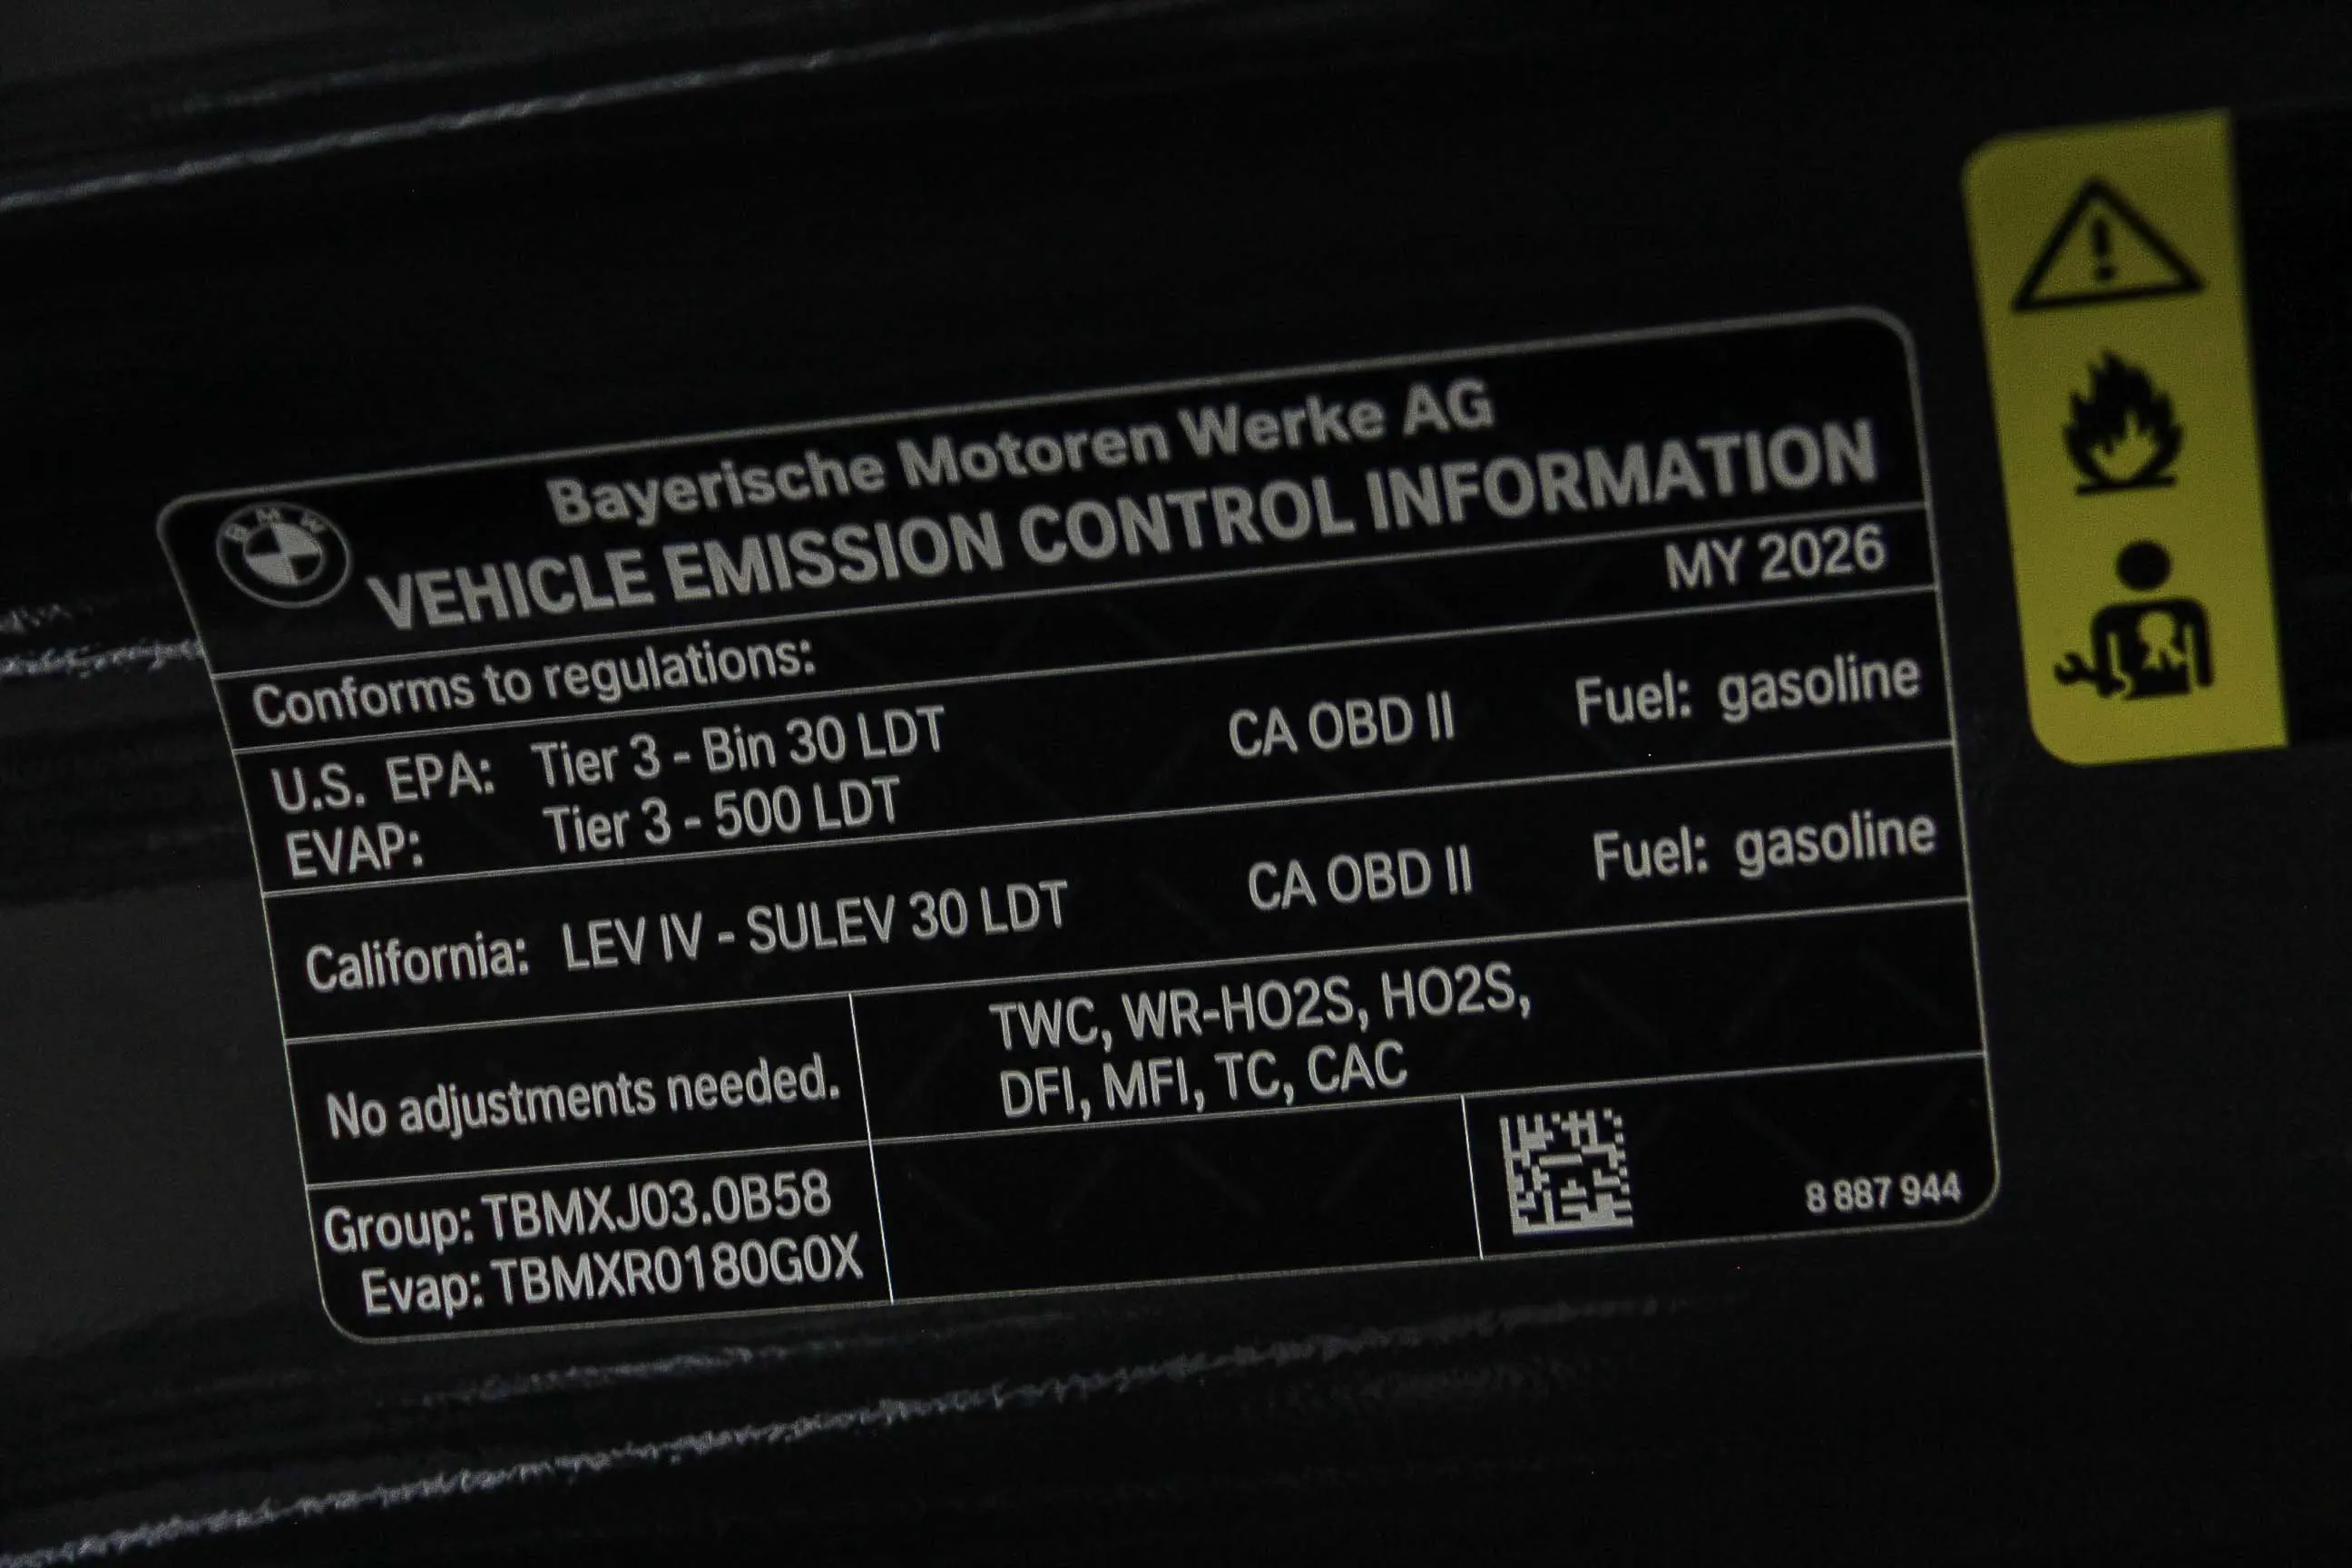 BMW
Bayerische Motoren Werke AG
VEHICLE EMISSION CONTROL INFORMATION
MY 2026
Conforms to regulations:
U.S. EPA: Tier 3 - Bin 30 LDT CA OBD II Fuel: gasoline
EVAP: Tier 3 - 500 LDT
California: LEV IV - SULEV 30 LDT CA OBD II Fuel: gasoline
No adjustments needed.
TWC, WR-HO2S, HO2S,
DFI, MFI, TC, CAC
Group: TBMXJ03.0B58
Evap: TBMXR0180G0X
8 887 944